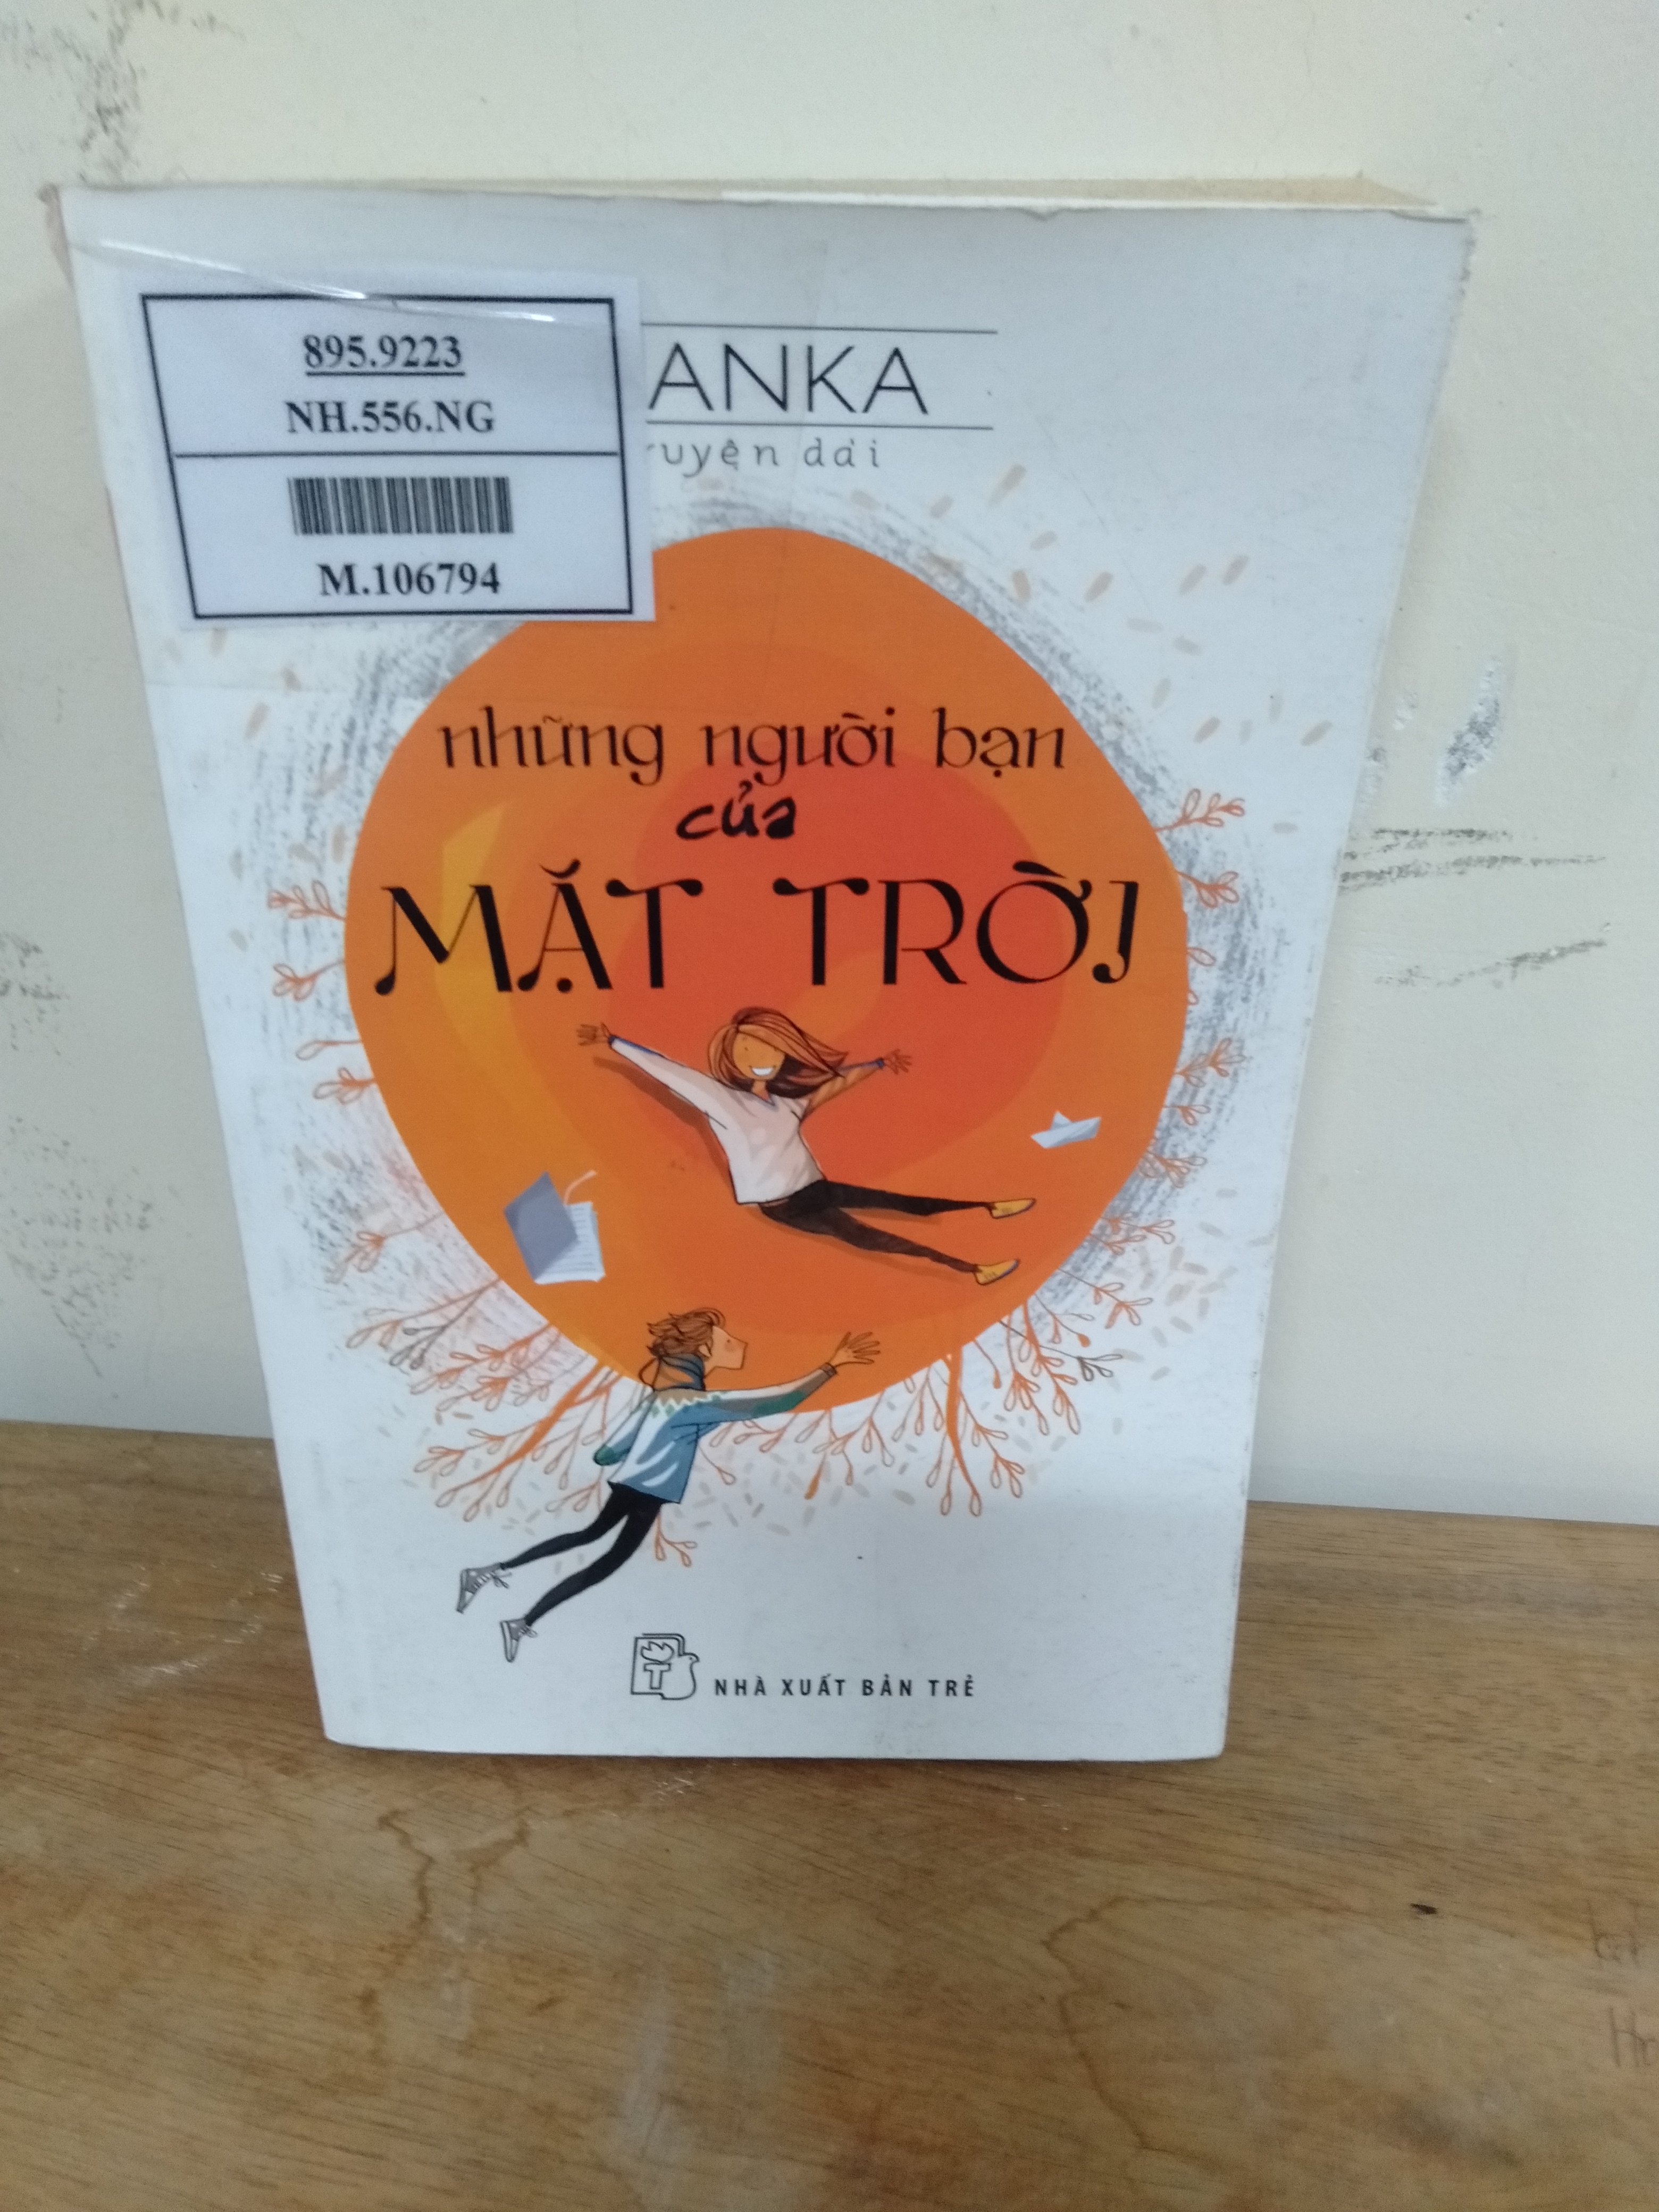 895.9223
NH.556.NG
M.106794
ANKA
ruyện dài
những người bạn
của
MẶT TRỜI
NHÀ XUẤT BẢN TRẺ